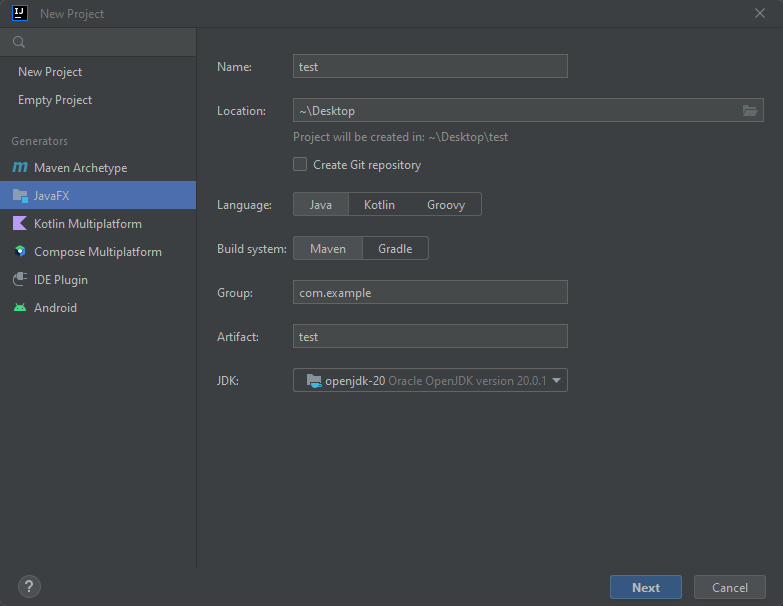 IJ New Project
New Project
Empty Project
Generators
m Maven Archetype
JavaFX
Kotlin Multiplatform
Compose Multiplatform
IDE Plugin
Android
Name: test
Location: ~\Desktop
Project will be created in: ~\Desktop\test
Create Git repository
Language: Java Kotlin Groovy
Build system: Maven Gradle
Group: com.example
Artifact: test
JDK: openjdk-20 Oracle OpenJDK version 20.0.1
? Next Cancel